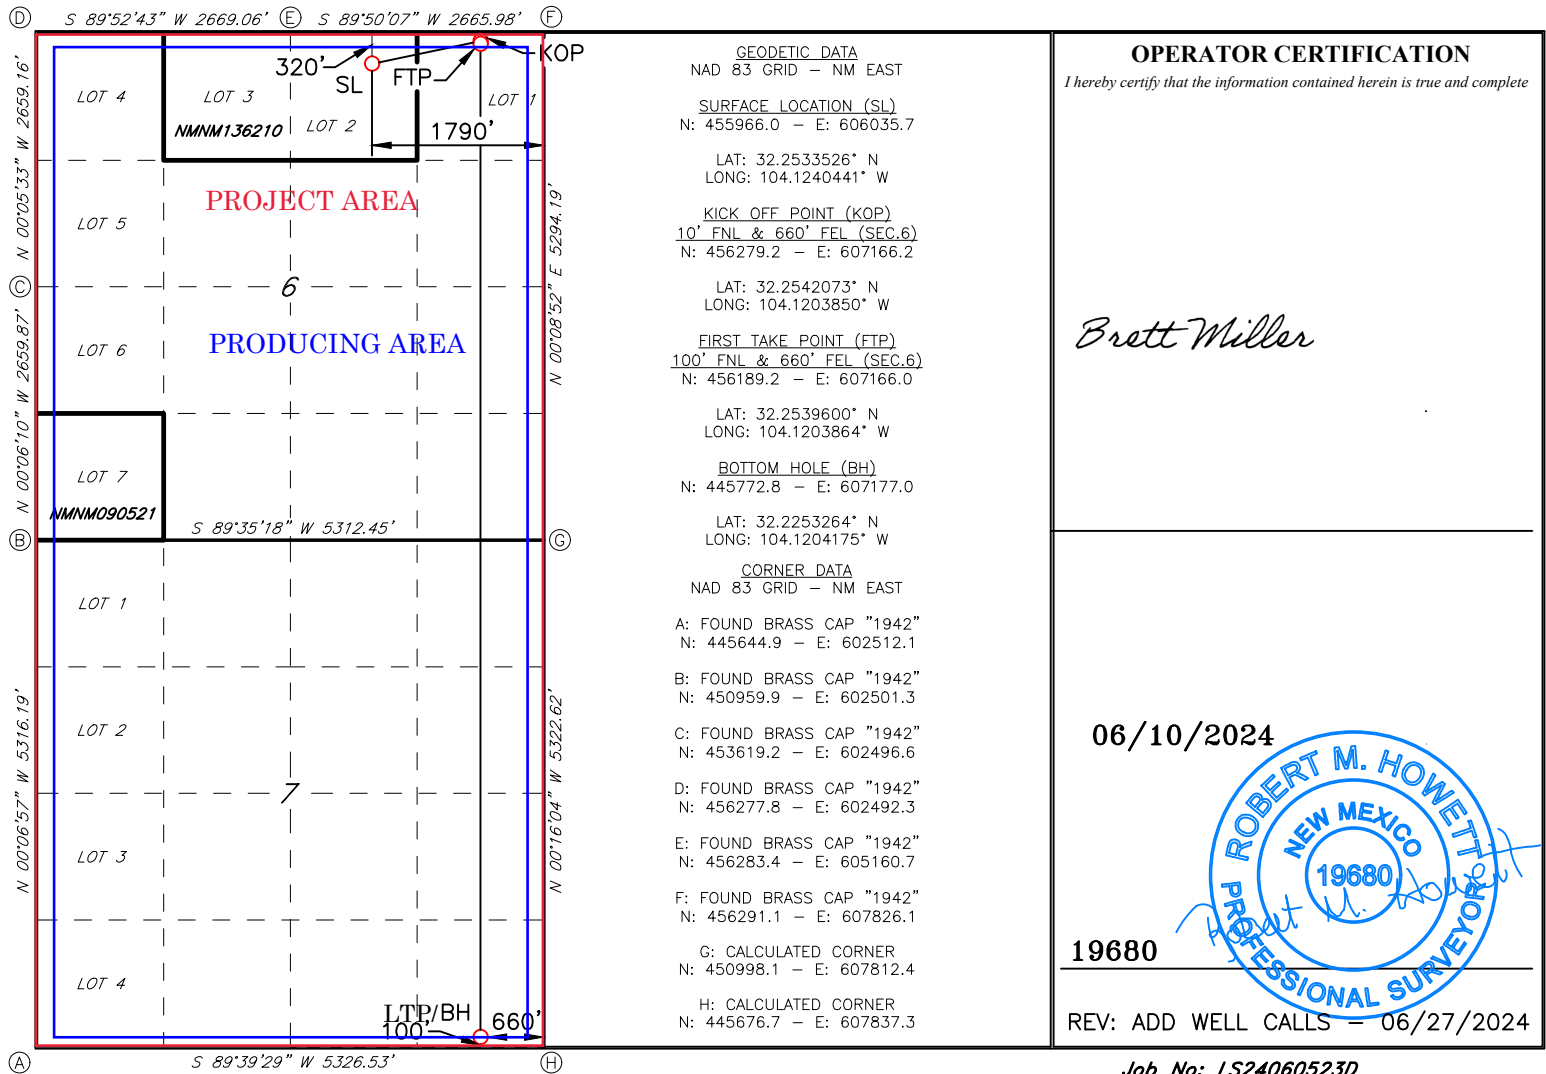 D S 89°52'43" W 2669.06' E S 89°50'07" W 2665.98' F
N 00°05'33" W 2659.16'
C
N 00°06'10" W 2659.87'
B
N 00°06'57" W 5316.19'
A
320'
SL
FTP
KOP
LOT 4
LOT 3
LOT 2
LOT 1
NMNM136210
1790'
PROJECT AREA
LOT 5
6
PRODUCING AREA
LOT 6
LOT 7
NMNM090521
S 89°35'18" W 5312.45'
G
N 00°08'52" E 5294.19'
LOT 1
LOT 2
7
LOT 3
LOT 4
N 00°16'04" W 5322.62'
LTP/BH
100'
660'
S 89°39'29" W 5326.53'
H
GEODETIC DATA
NAD 83 GRID – NM EAST
SURFACE LOCATION (SL)
N: 455966.0 – E: 606035.7
LAT: 32.2533526° N
LONG: 104.1240441° W
KICK OFF POINT (KOP)
10' FNL & 660' FEL (SEC.6)
N: 456279.2 – E: 607166.2
LAT: 32.2542073° N
LONG: 104.1203850° W
FIRST TAKE POINT (FTP)
100' FNL & 660' FEL (SEC.6)
N: 456189.2 – E: 607166.0
LAT: 32.2539600° N
LONG: 104.1203864° W
BOTTOM HOLE (BH)
N: 445772.8 – E: 607177.0
LAT: 32.2253264° N
LONG: 104.1204175° W
CORNER DATA
NAD 83 GRID – NM EAST
A: FOUND BRASS CAP "1942"
N: 445644.9 – E: 602512.1
B: FOUND BRASS CAP "1942"
N: 450959.9 – E: 602501.3
C: FOUND BRASS CAP "1942"
N: 453619.2 – E: 602496.6
D: FOUND BRASS CAP "1942"
N: 456277.8 – E: 602492.3
E: FOUND BRASS CAP "1942"
N: 456283.4 – E: 605160.7
F: FOUND BRASS CAP "1942"
N: 456291.1 – E: 607826.1
G: CALCULATED CORNER
N: 450998.1 – E: 607812.4
H: CALCULATED CORNER
N: 445676.7 – E: 607837.3
OPERATOR CERTIFICATION
I hereby certify that the information contained herein is true and complete
Brett Miller
06/10/2024
ROBERT M. HOWETT
NEW MEXICO
19680
PROFESSIONAL SURVEYOR
Robert M. Howett
19680
REV: ADD WELL CALLS – 06/27/2024
Job No: LS24060523D